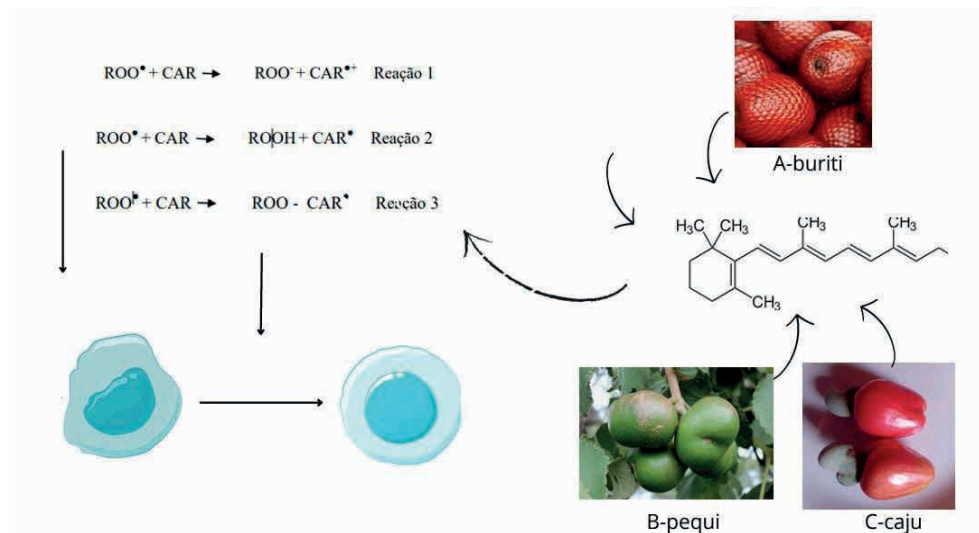 ROO• + CAR → ROO⁻ + CAR•⁺ Reação 1
ROO• + CAR → ROOH + CAR• Reação 2
ROO• + CAR → ROO - CAR• Reação 3
A-buriti
H₃C CH₃ CH₃ CH₃
CH₃
B-pequi
C-caju